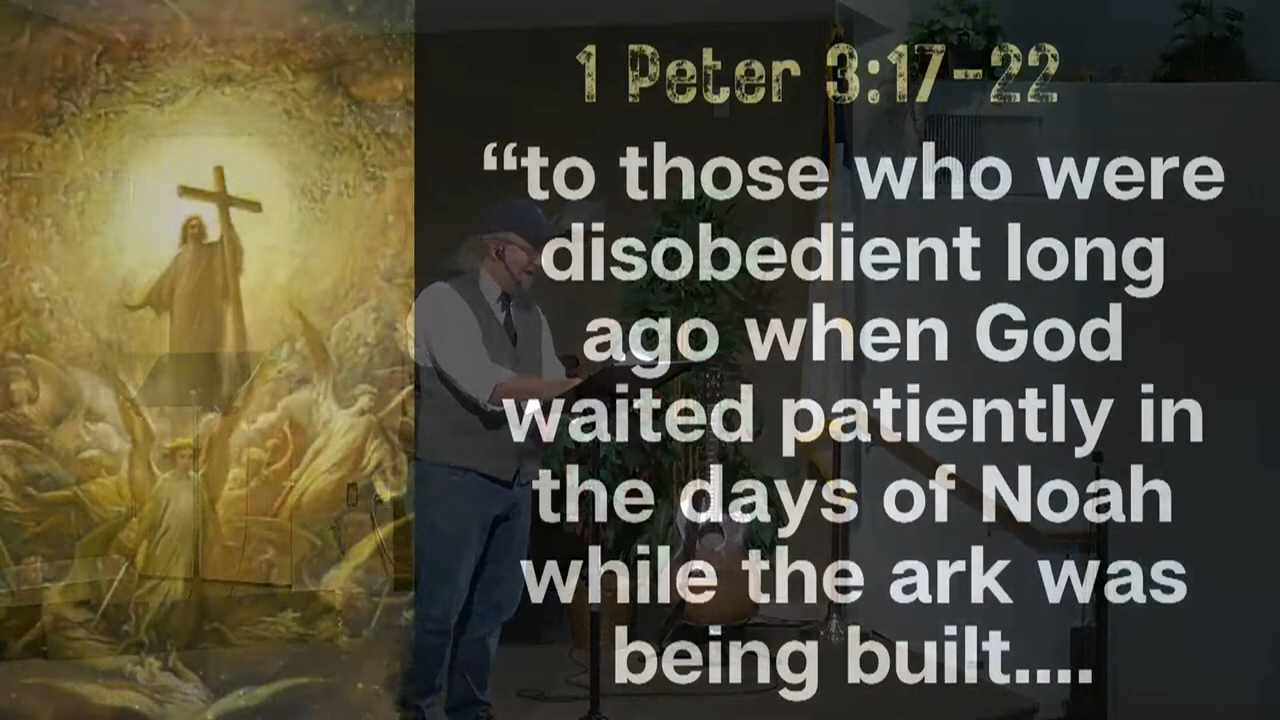 1 Peter 3:17-22
“to those who were
disobedient long
ago when God
waited patiently in
the days of Noah
while the ark was
being built....